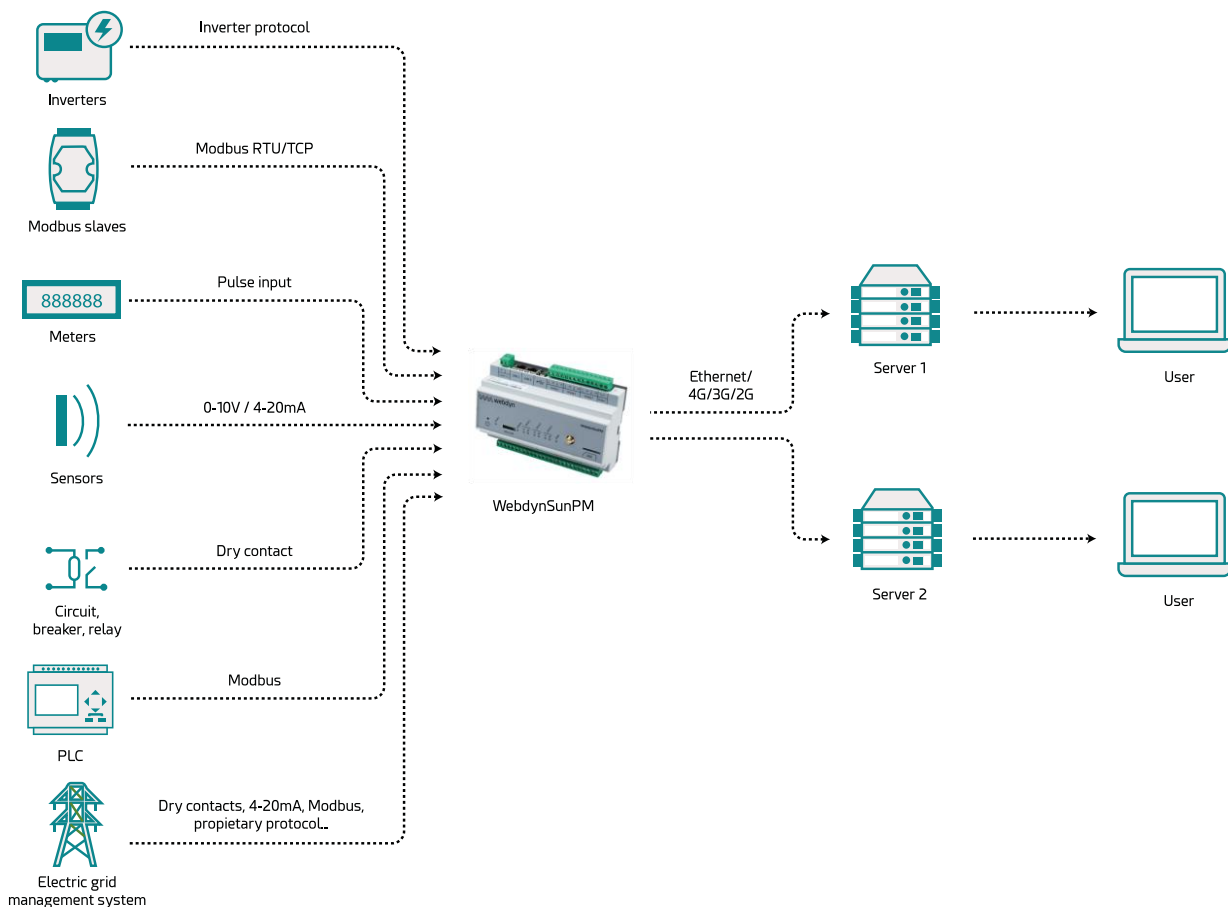 Inverter protocol
Inverters
Modbus RTU/TCP
Modbus slaves
Pulse input
888888
Meters
0-10V / 4-20mA
Sensors
Dry contact
Circuit,
breaker, relay
Modbus
PLC
Dry contacts, 4-20mA, Modbus,
propietary protocol...
Electric grid
management system
webdyn
WebdynSunPM
Ethernet/
4G/3G/2G
Server 1
User
Server 2
User